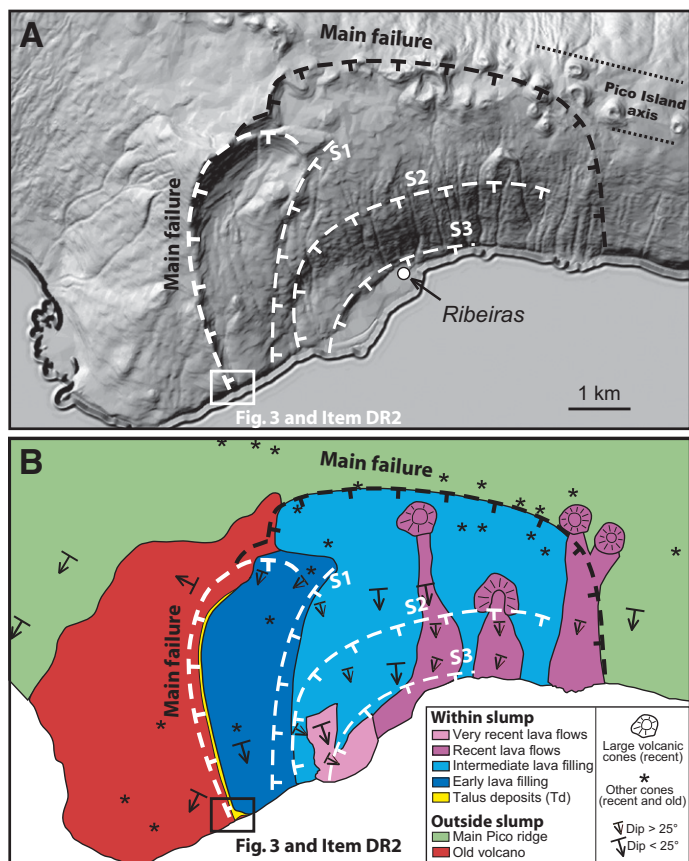 A
Main failure
Pico Island
axis
S1
S2
Main failure
S3
Ribeiras
1 km
Fig. 3 and Item DR2
B
Main failure
S1
S2
Main failure
S3
Fig. 3 and Item DR2
Within slump
Very recent lava flows
Recent lava flows
Intermediate lava filling
Early lava filling
Talus deposits (Td)
Outside slump
Main Pico ridge
Old volcano
Large volcanic
cones (recent)
* Other cones
(recent and old)
Dip > 25°
Dip < 25°